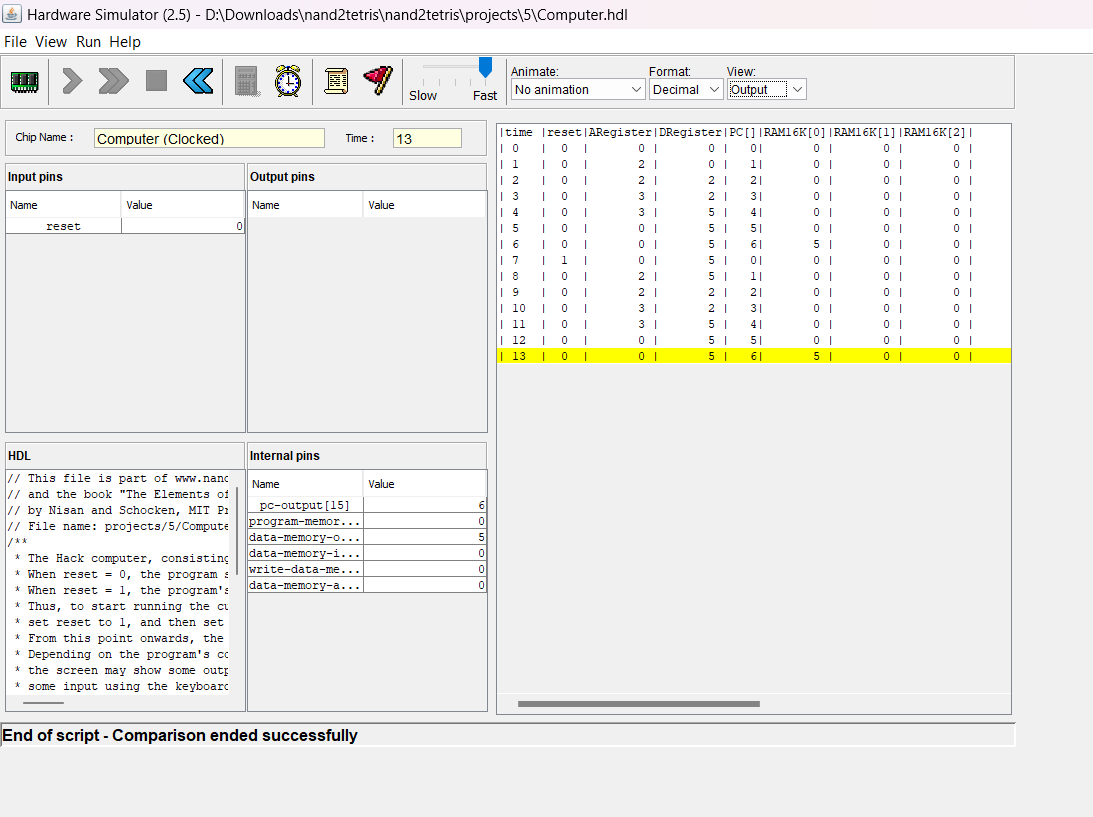 Hardware Simulator (2.5) - D:\Downloads\nand2tetris\nand2tetris\projects\5\Computer.hdl
File View Run Help
Slow Fast
Animate: Format: View:
No animation Decimal Output
Chip Name : Computer (Clocked) Time : 13
Input pins
Name Value
reset 0
Output pins
Name Value
HDL
// This file is part of www.nand
// and the book "The Elements of
// by Nisan and Schocken, MIT Pr
// File name: projects/5/Compute
/**
* The Hack computer, consisting
* When reset = 0, the program s
* When reset = 1, the program's
* Thus, to start running the cu
* set reset to 1, and then set
* From this point onwards, the
* Depending on the program's co
* the screen may show some outp
* some input using the keyboard
Internal pins
Name Value
pc-output[15] 6
program-memor... 0
data-memory-o... 5
data-memory-i... 0
write-data-me... 0
data-memory-a... 0
|time |reset|ARegister|DRegister|PC[]|RAM16K[0]|RAM16K[1]|RAM16K[2]|
| 0 | 0 | 0 | 0 | 0| 0 | 0 | 0 |
| 1 | 0 | 2 | 0 | 1| 0 | 0 | 0 |
| 2 | 0 | 2 | 2 | 2| 0 | 0 | 0 |
| 3 | 0 | 3 | 2 | 3| 0 | 0 | 0 |
| 4 | 0 | 3 | 5 | 4| 0 | 0 | 0 |
| 5 | 0 | 0 | 5 | 5| 0 | 0 | 0 |
| 6 | 0 | 0 | 5 | 6| 5 | 0 | 0 |
| 7 | 1 | 0 | 5 | 0| 0 | 0 | 0 |
| 8 | 0 | 2 | 5 | 1| 0 | 0 | 0 |
| 9 | 0 | 2 | 2 | 2| 0 | 0 | 0 |
| 10 | 0 | 3 | 2 | 3| 0 | 0 | 0 |
| 11 | 0 | 3 | 5 | 4| 0 | 0 | 0 |
| 12 | 0 | 0 | 5 | 5| 0 | 0 | 0 |
| 13 | 0 | 0 | 5 | 6| 5 | 0 | 0 |
End of script - Comparison ended successfully